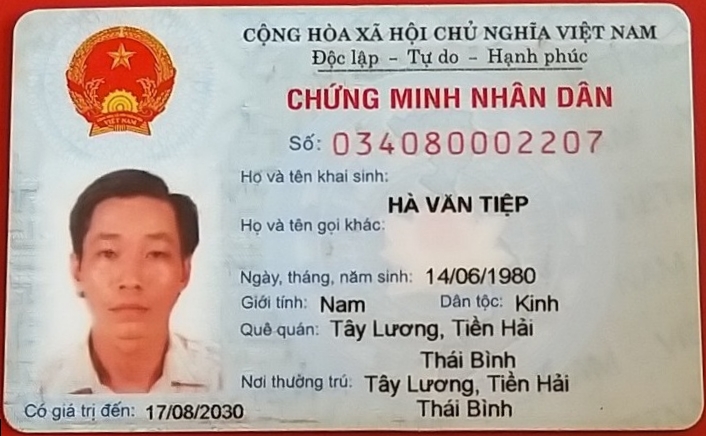 CỘNG HÒA XÃ HỘI CHỦ NGHĨA VIỆT NAM
Độc lập - Tự do - Hạnh phúc
CHỨNG MINH NHÂN DÂN
Số: 034080002207
Họ và tên khai sinh:
HÀ VĂN TIỆP
Họ và tên gọi khác:
Ngày, tháng, năm sinh: 14/06/1980
Giới tính: Nam Dân tộc: Kinh
Quê quán: Tây Lương, Tiền Hải
Thái Bình
Nơi thường trú: Tây Lương, Tiền Hải
Thái Bình
Có giá trị đến: 17/08/2030
VIỆT NAM